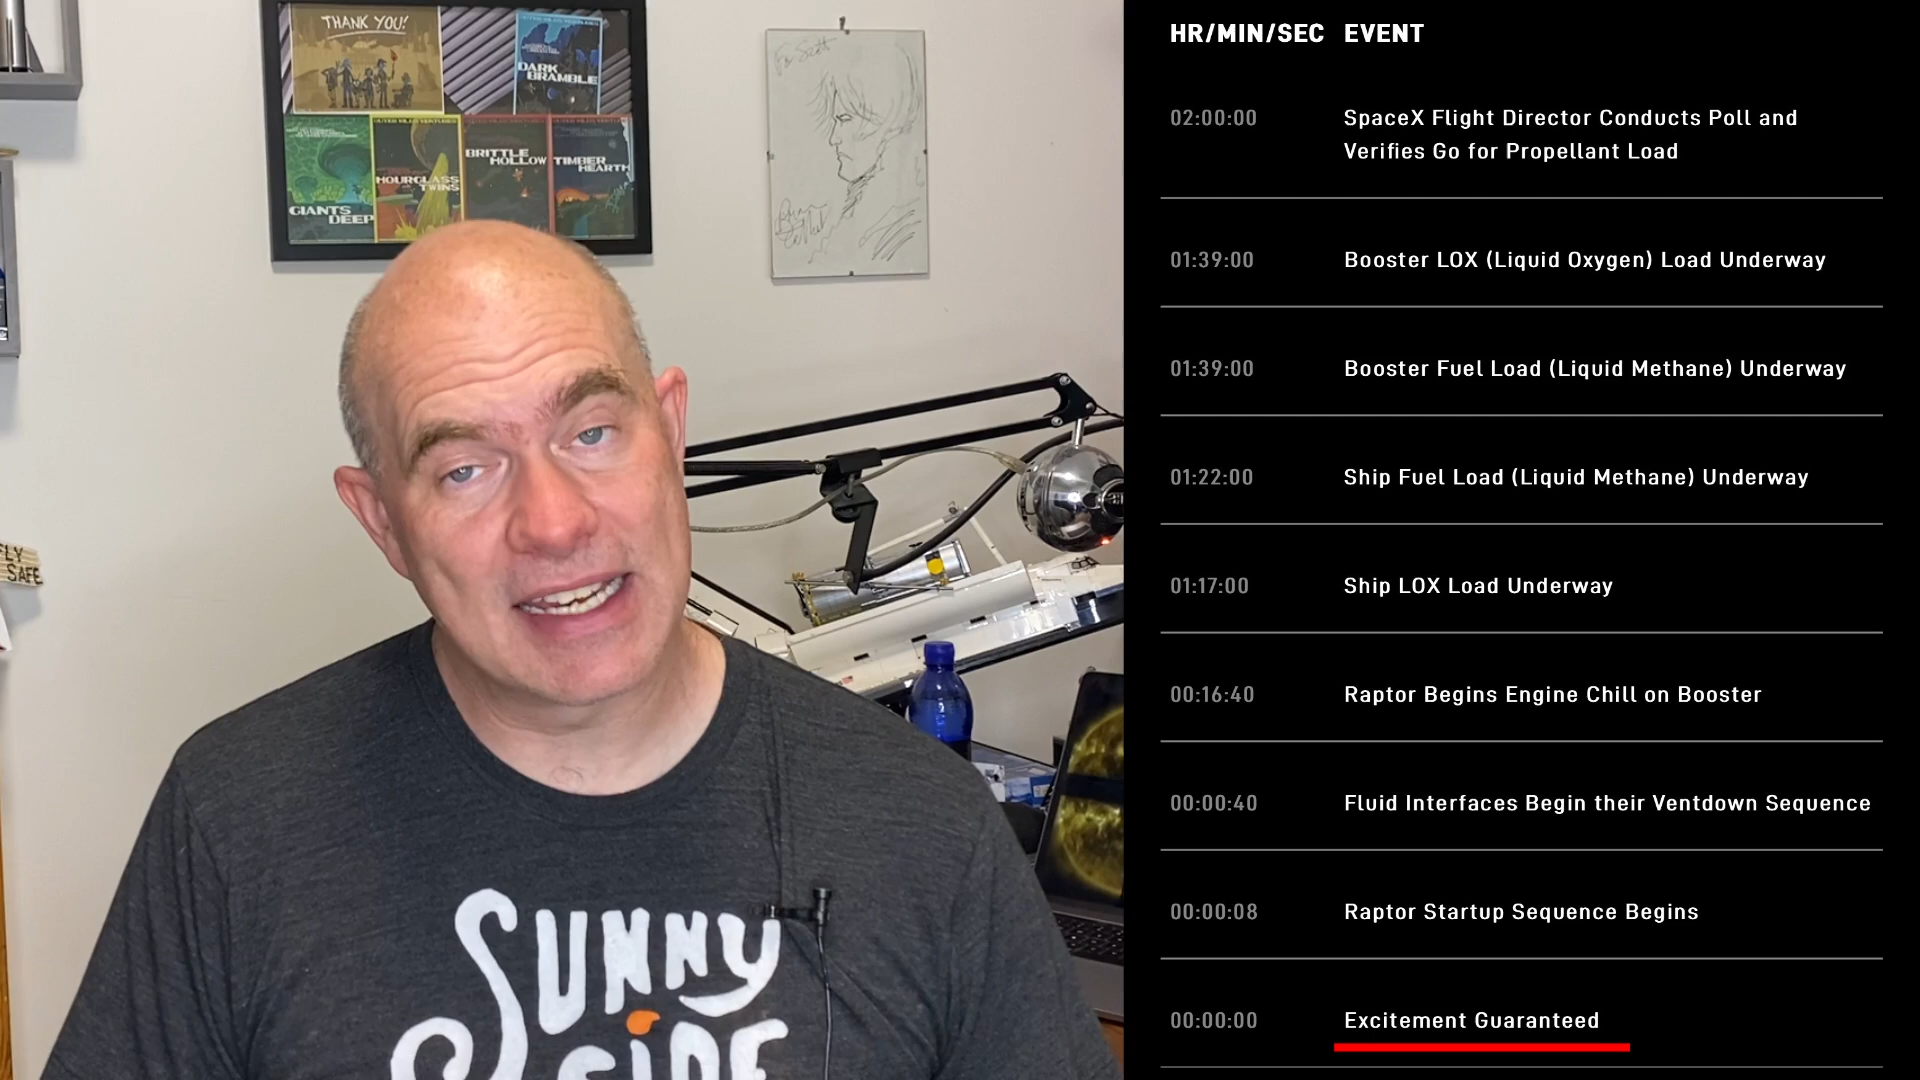 THANK YOU!
DARK
BRAMBLE
GIANTS
DEEP
HOURGLASS
TWINS
BRITTLE
HOLLOW
TIMBER
HEARTH
FLY
SAFE
SUNNY
SIDE
HR/MIN/SEC EVENT
02:00:00 SpaceX Flight Director Conducts Poll and
Verifies Go for Propellant Load
01:39:00 Booster LOX (Liquid Oxygen) Load Underway
01:39:00 Booster Fuel Load (Liquid Methane) Underway
01:22:00 Ship Fuel Load (Liquid Methane) Underway
01:17:00 Ship LOX Load Underway
00:16:40 Raptor Begins Engine Chill on Booster
00:00:40 Fluid Interfaces Begin their Ventdown Sequence
00:00:08 Raptor Startup Sequence Begins
00:00:00 Excitement Guaranteed